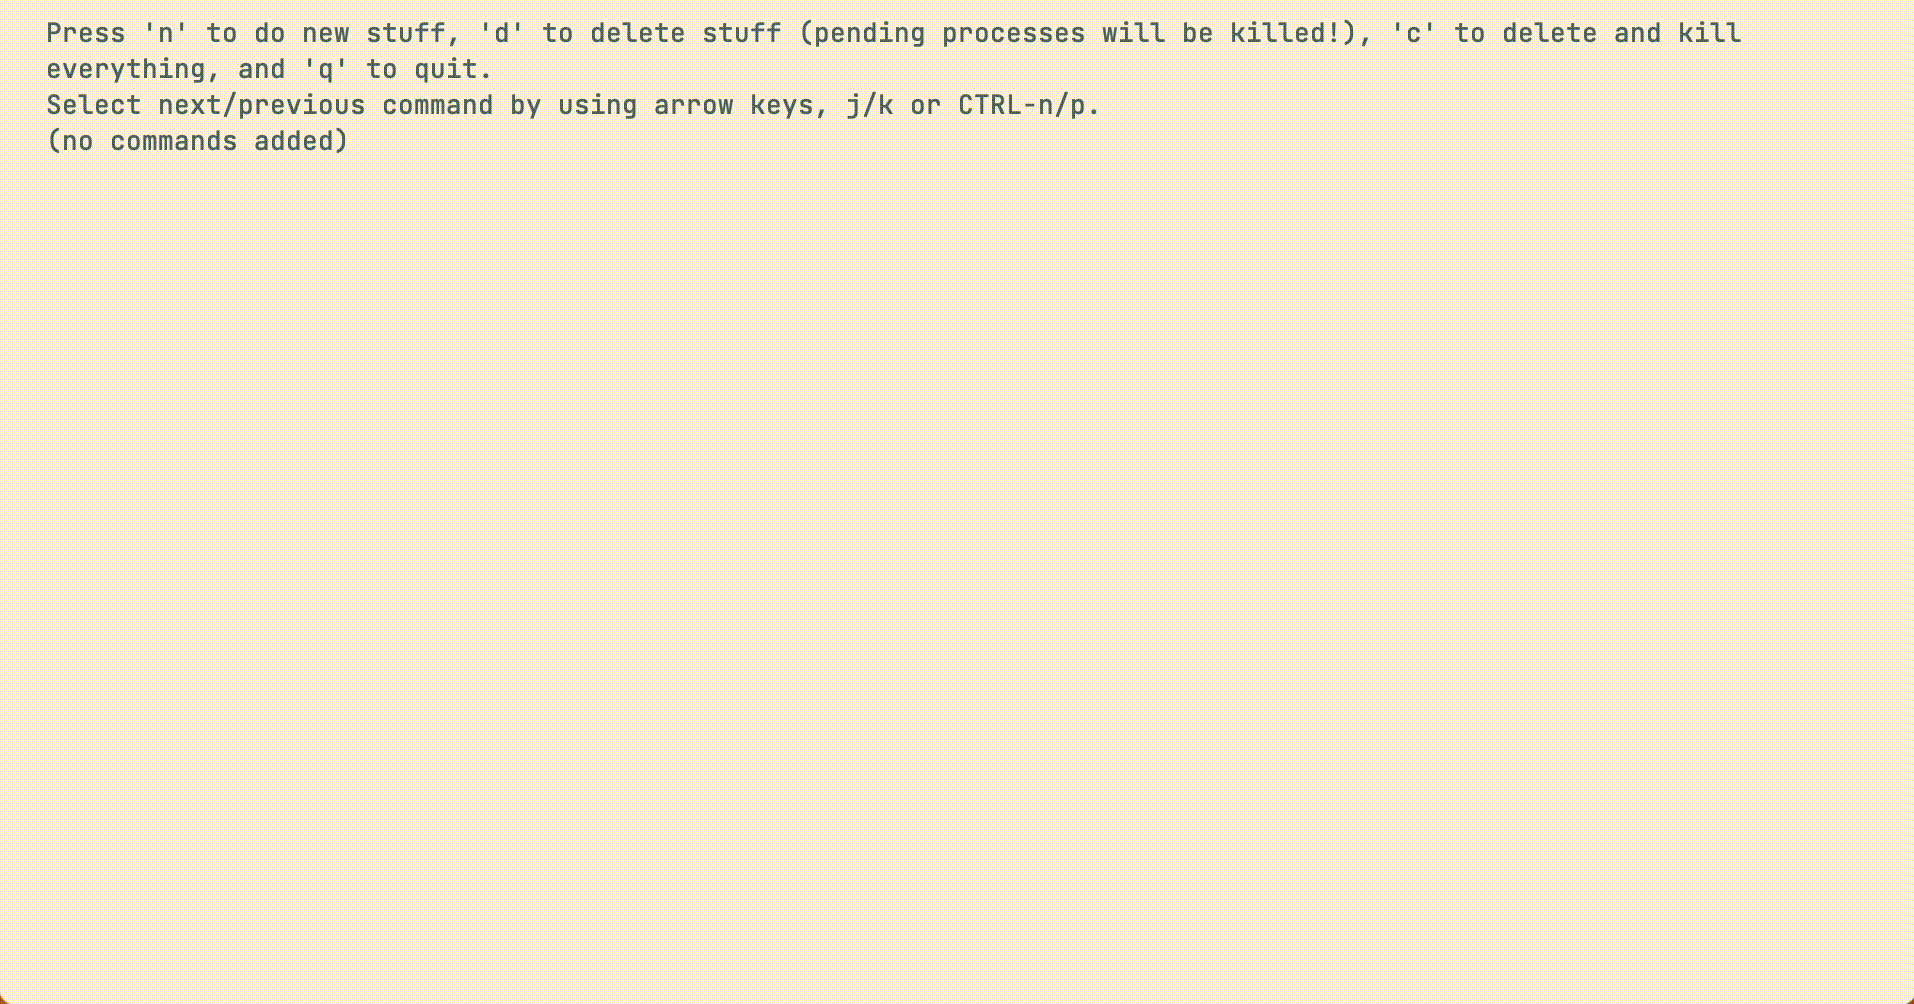 Press 'n' to do new stuff, 'd' to delete stuff (pending processes will be killed!), 'c' to delete and kill
everything, and 'q' to quit.
Select next/previous command by using arrow keys, j/k or CTRL-n/p.
(no commands added)